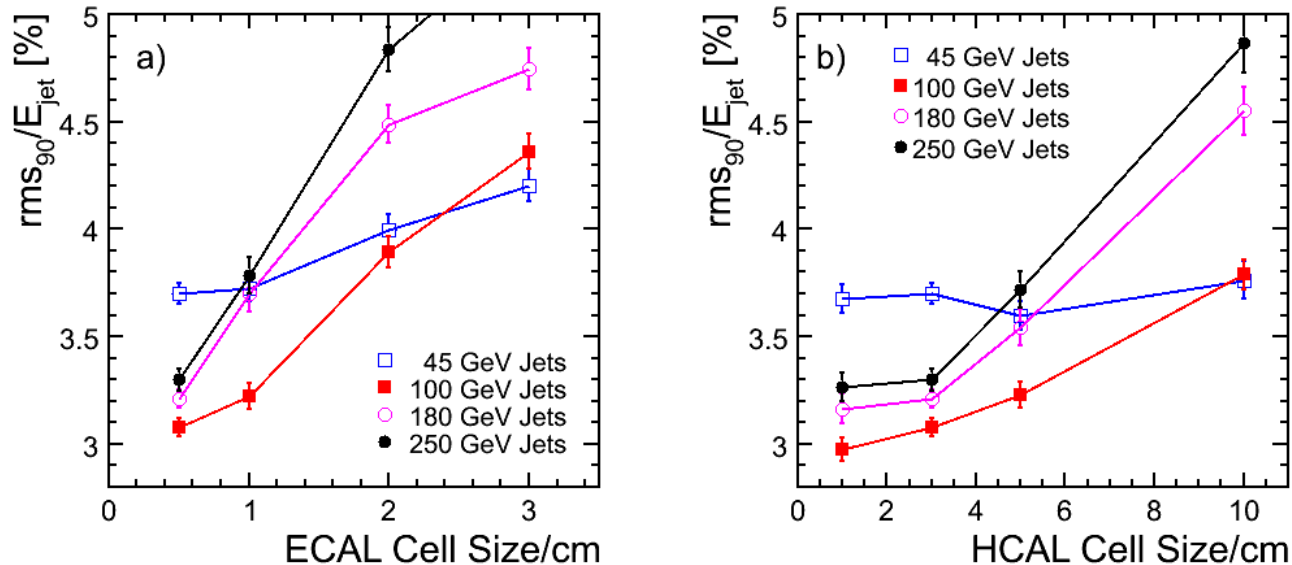 a)
rms90/Ejet [%]
5
4.5
4
3.5
3
45 GeV Jets
100 GeV Jets
180 GeV Jets
250 GeV Jets
0 1 2 3
ECAL Cell Size/cm
b)
rms90/Ejet [%]
5
4.5
4
3.5
3
45 GeV Jets
100 GeV Jets
180 GeV Jets
250 GeV Jets
0 2 4 6 8 10
HCAL Cell Size/cm